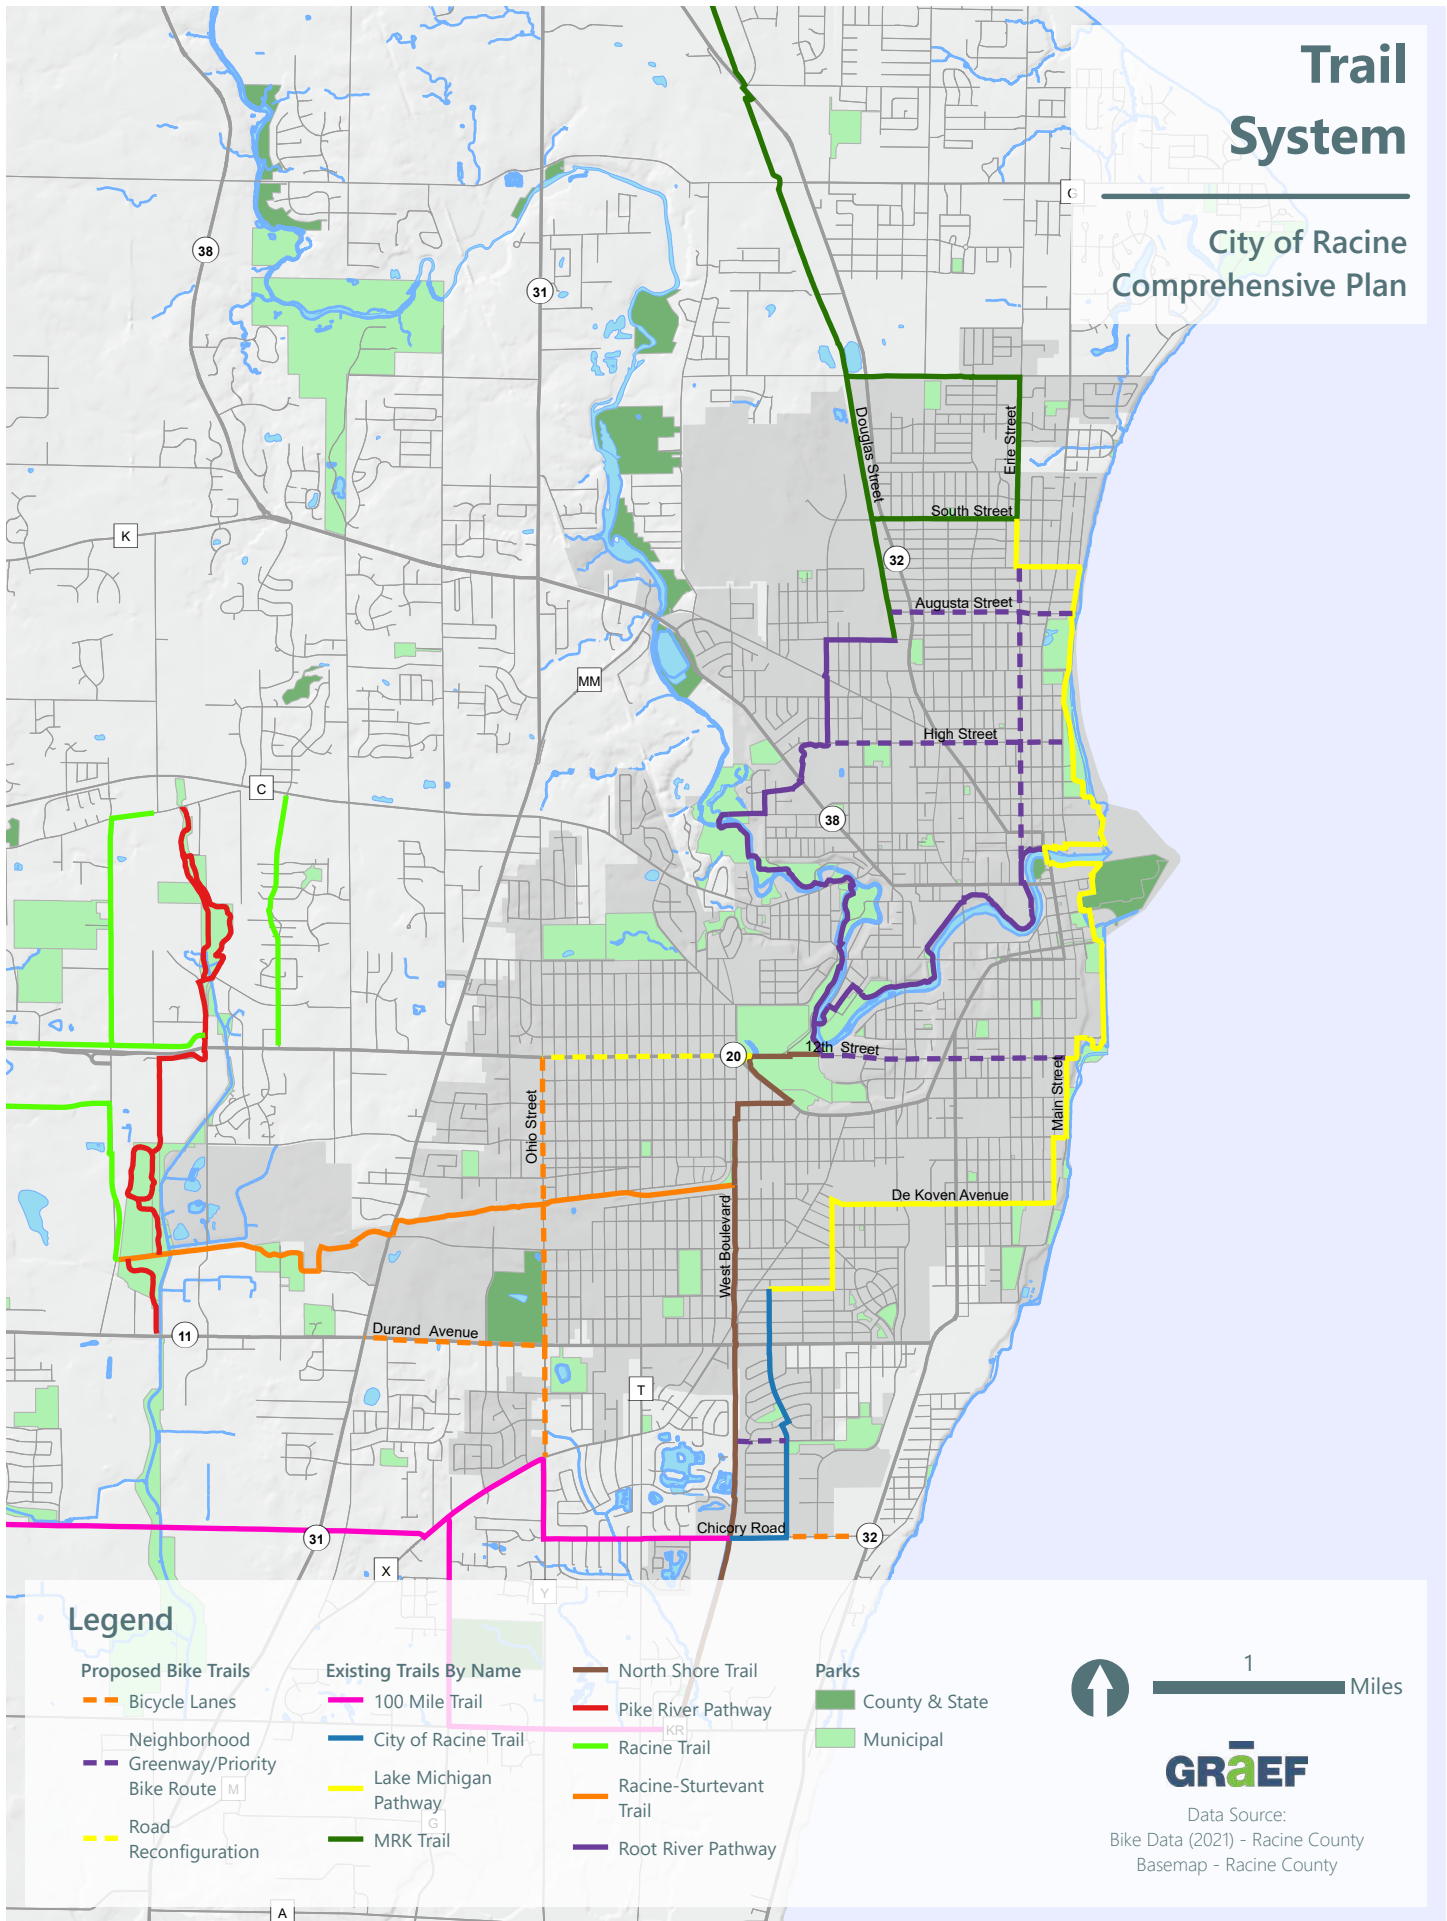 Trail
System
City of Racine
Comprehensive Plan
G
38
31
Douglas Street
Erie Street
South Street
K
32
Augusta Street
MM
High Street
C
38
20
12th Street
Ohio Street
Main Street
De Koven Avenue
West Boulevard
11
Durand Avenue
T
Chicory Road
31
32
X
Y
Legend
Proposed Bike Trails
Bicycle Lanes
Neighborhood
Greenway/Priority
Bike Route
Road
Reconfiguration
Existing Trails By Name
100 Mile Trail
City of Racine Trail
Lake Michigan
Pathway
MRK Trail
North Shore Trail
Pike River Pathway
Racine Trail
Racine-Sturtevant
Trail
Root River Pathway
Parks
County & State
Municipal
KR
M
G
A
1
Miles
GRAEF
Data Source:
Bike Data (2021) - Racine County
Basemap - Racine County